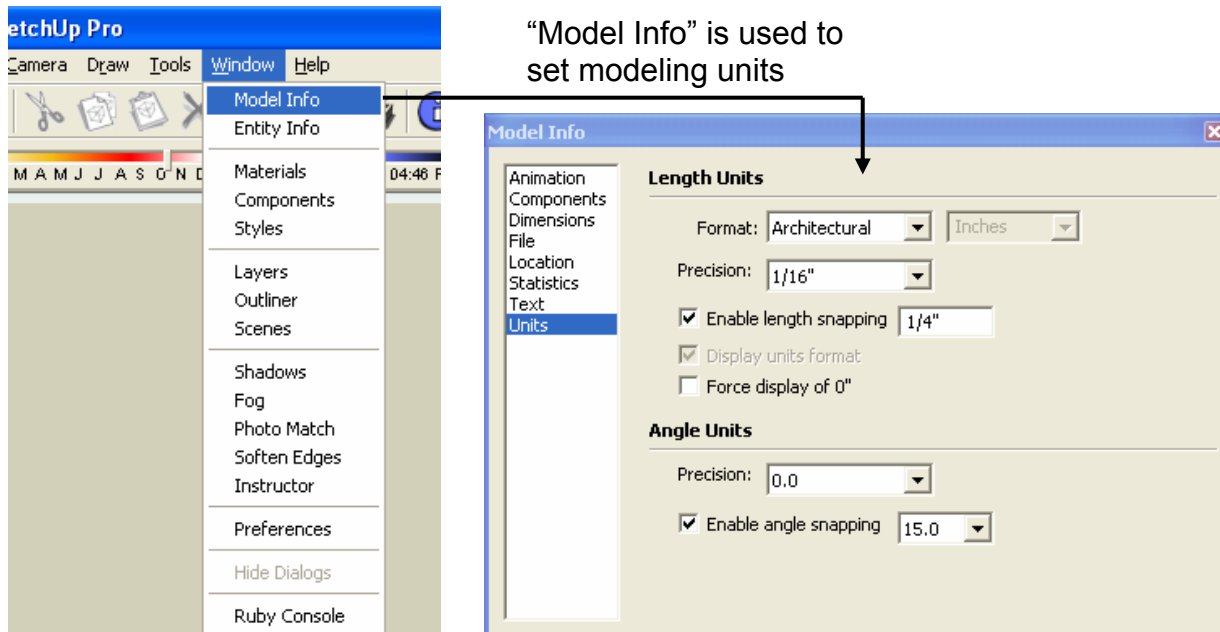 etchUp Pro
Camera Draw Tools Window Help
M A M J J A S O N D
04:46 P
Model Info
Entity Info
Materials
Components
Styles
Layers
Outliner
Scenes
Shadows
Fog
Photo Match
Soften Edges
Instructor
Preferences
Hide Dialogs
Ruby Console
“Model Info” is used to
set modeling units
Model Info
Animation
Components
Dimensions
File
Location
Statistics
Text
Units
Length Units
Format: Architectural Inches
Precision: 1/16"
Enable length snapping 1/4"
Display units format
Force display of 0"
Angle Units
Precision: 0.0
Enable angle snapping 15.0